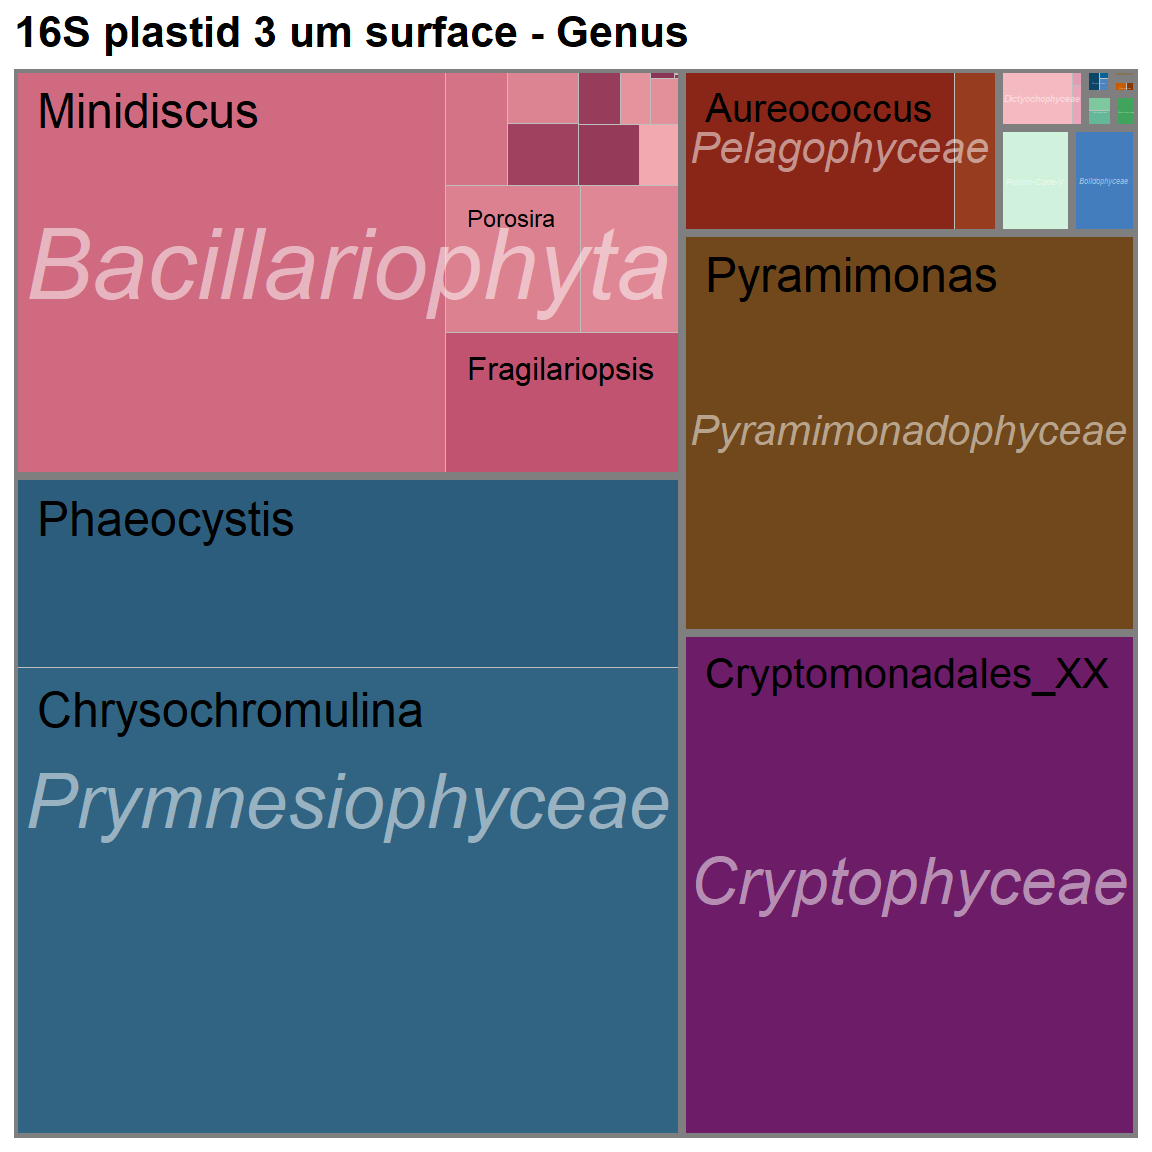 16S plastid 3 um surface - Genus
Minidiscus
Bacillariophyta
Porosira
Fragilariopsis
Phaeocystis
Chrysochromulina
Prymnesiophyceae
Aureococcus
Pelagophyceae
Dictyochophyceae
Bolidophyceae
Pyramimonas
Pyramimonadophyceae
Cryptomonadales_XX
Cryptophyceae